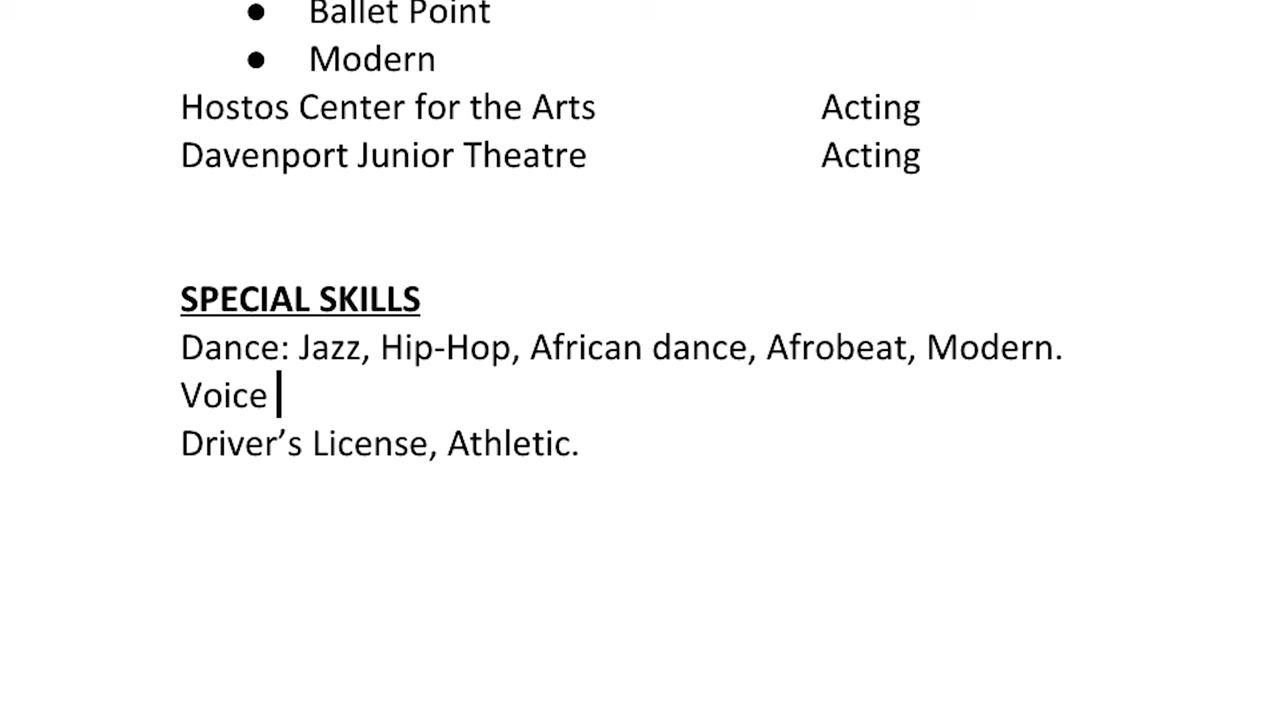 ● Ballet Point
● Modern
Hostos Center for the Arts Acting
Davenport Junior Theatre Acting
SPECIAL SKILLS
Dance: Jazz, Hip-Hop, African dance, Afrobeat, Modern.
Voice
Driver’s License, Athletic.